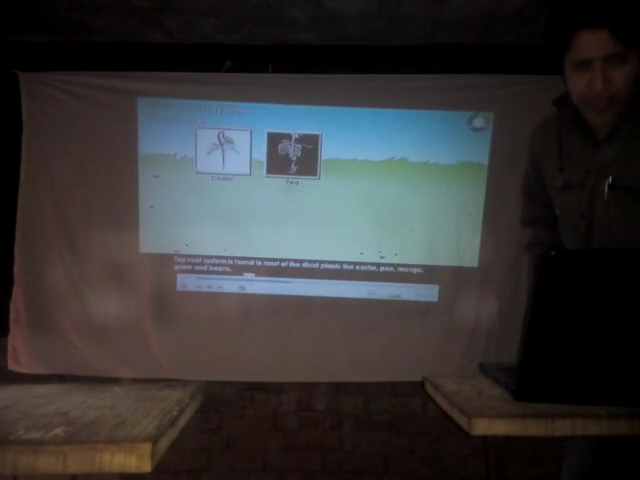 Castor
Pea
Tap root system is found in most of the dicot plants like castor, pea, mango,
gram and beans.